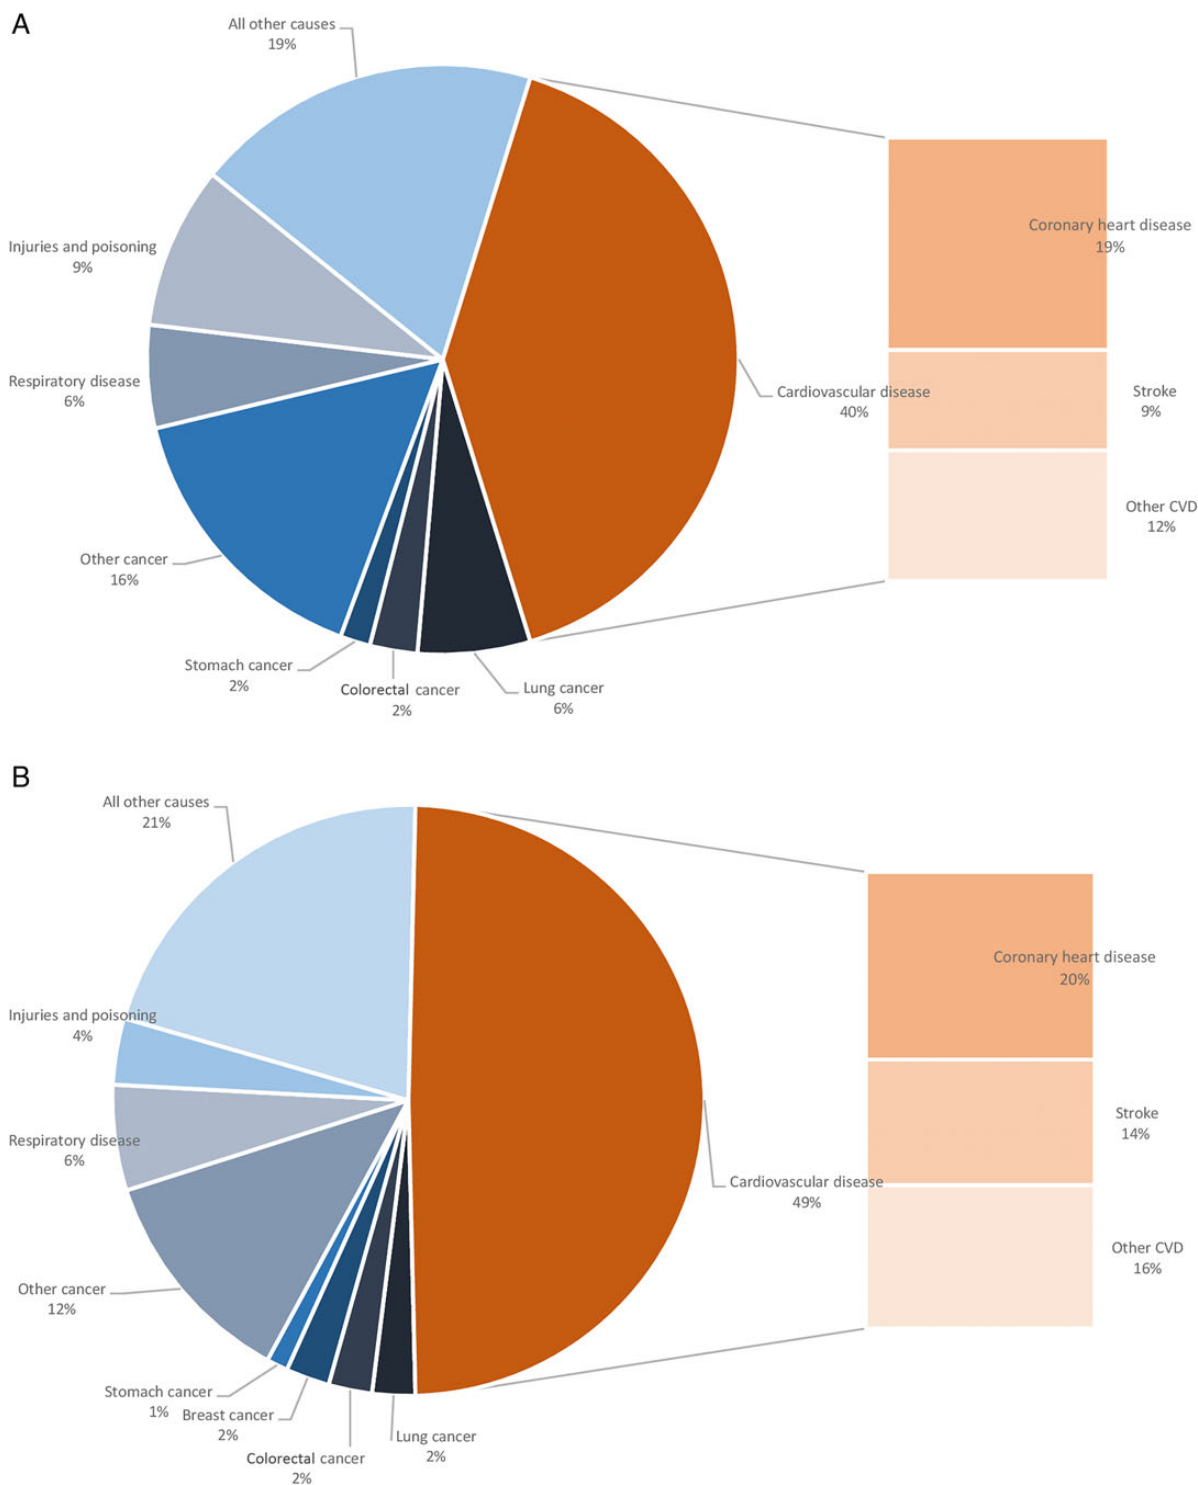 A
All other causes
19%
Injuries and poisoning
9%
Coronary heart disease
19%
Respiratory disease
6%
Cardiovascular disease
40%
Stroke
9%
Other CVD
12%
Other cancer
16%
Stomach cancer
2%
Colorectal cancer
2%
Lung cancer
6%
B
All other causes
21%
Coronary heart disease
20%
Injuries and poisoning
4%
Respiratory disease
6%
Stroke
14%
Cardiovascular disease
49%
Other CVD
16%
Other cancer
12%
Stomach cancer
1%
Breast cancer
2%
Colorectal cancer
2%
Lung cancer
2%